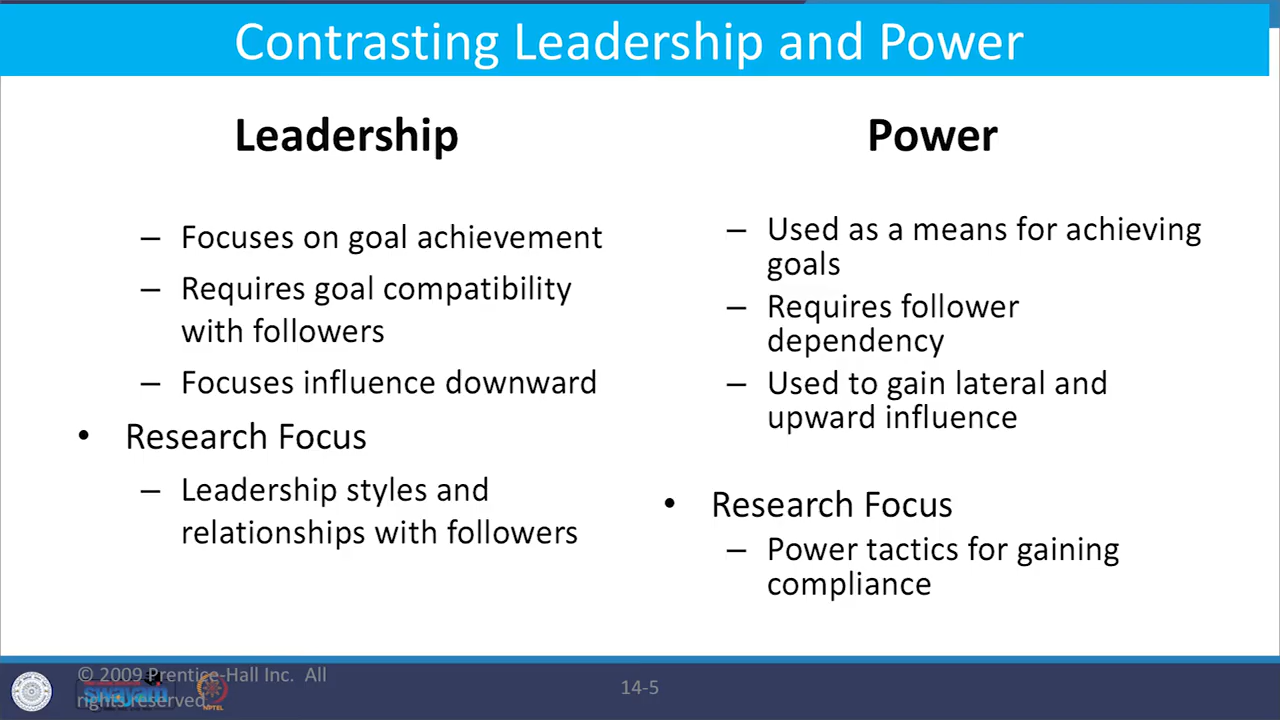 Contrasting Leadership and Power
Leadership
– Focuses on goal achievement
– Requires goal compatibility
with followers
– Focuses influence downward
• Research Focus
– Leadership styles and
relationships with followers
Power
– Used as a means for achieving
goals
– Requires follower
dependency
– Used to gain lateral and
upward influence
• Research Focus
– Power tactics for gaining
compliance
© 2009 Prentice-Hall Inc. All
rights reserved.
swayam
NPTEL
14-5